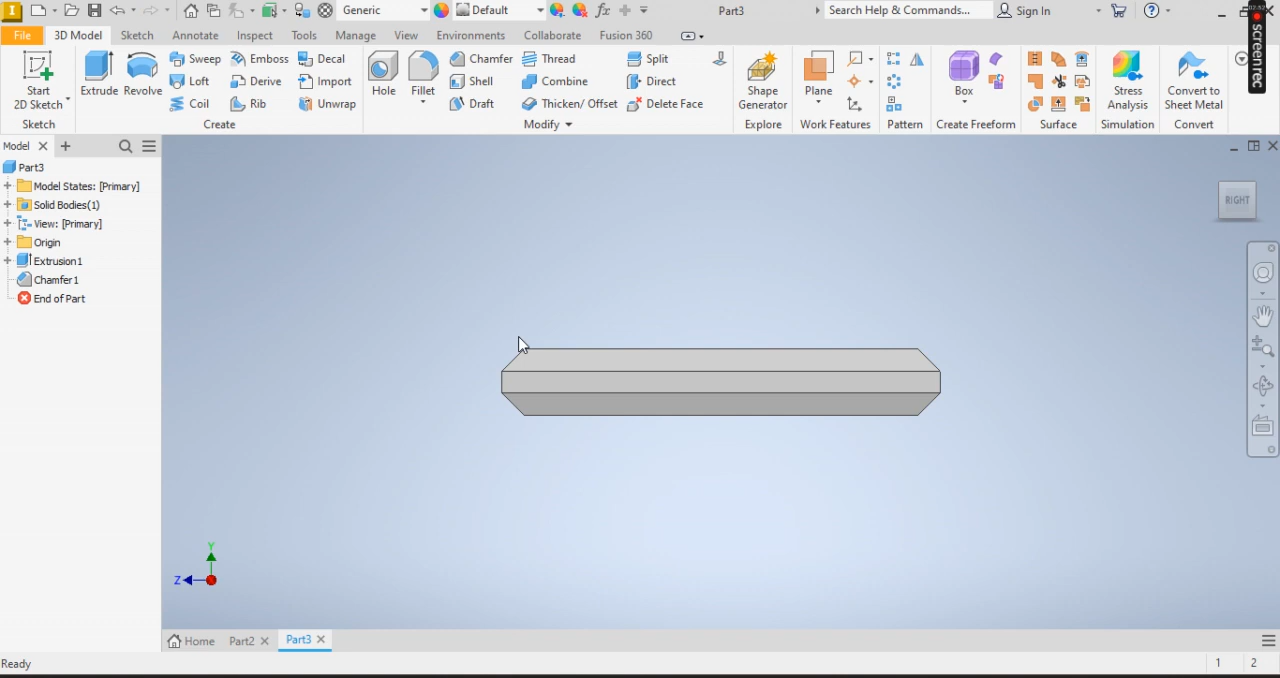 Generic
Default
fx
Part3
Search Help & Commands...
Sign In
screen rec
File
3D Model
Sketch
Annotate
Inspect
Tools
Manage
View
Environments
Collaborate
Fusion 360
Start
2D Sketch
Sketch
Extrude
Revolve
Sweep
Loft
Coil
Emboss
Derive
Rib
Decal
Import
Unwrap
Create
Hole
Fillet
Chamfer
Shell
Draft
Thread
Combine
Thicken/ Offset
Split
Direct
Delete Face
Modify
Shape
Generator
Explore
Plane
Work Features
Pattern
Box
Create Freeform
Surface
Stress
Analysis
Simulation
Convert to
Sheet Metal
Convert
Model
Part3
Model States: [Primary]
Solid Bodies(1)
View: [Primary]
Origin
Extrusion1
Chamfer1
End of Part
RIGHT
Y
Z
Home
Part2
Part3
Ready
1
2